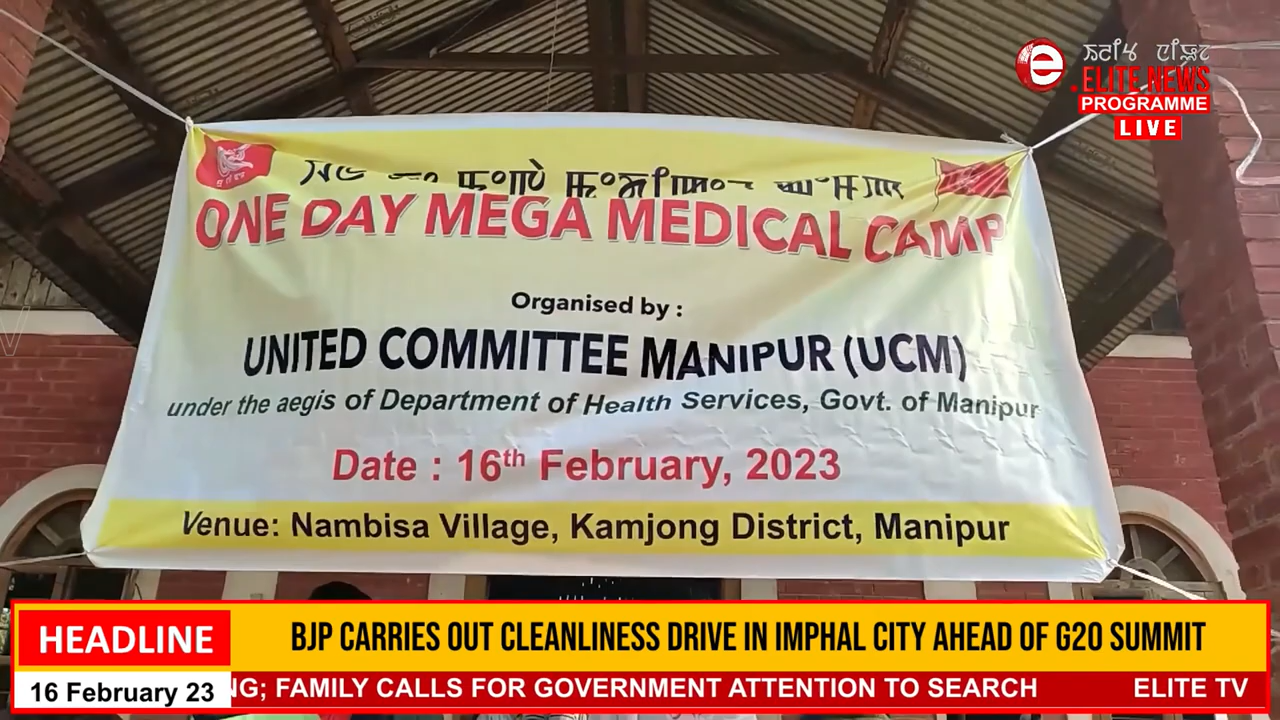 ELITE NEWS
PROGRAMME
LIVE
ONE DAY MEGA MEDICAL CAMP
Organised by :
UNITED COMMITTEE MANIPUR (UCM)
under the aegis of Department of Health Services, Govt. of Manipur
Date : 16th February, 2023
Venue: Nambisa Village, Kamjong District, Manipur
HEADLINE
BJP CARRIES OUT CLEANLINESS DRIVE IN IMPHAL CITY AHEAD OF G20 SUMMIT
16 February 23
NG; FAMILY CALLS FOR GOVERNMENT ATTENTION TO SEARCH
ELITE TV